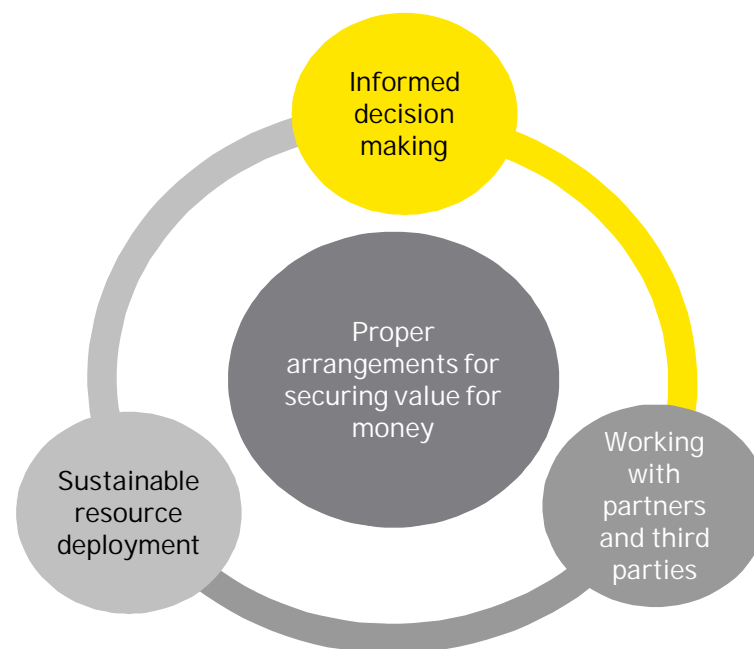 Informed
decision
making
Proper
arrangements for
securing value for
money
Sustainable
resource
deployment
Working
with
partners
and third
parties